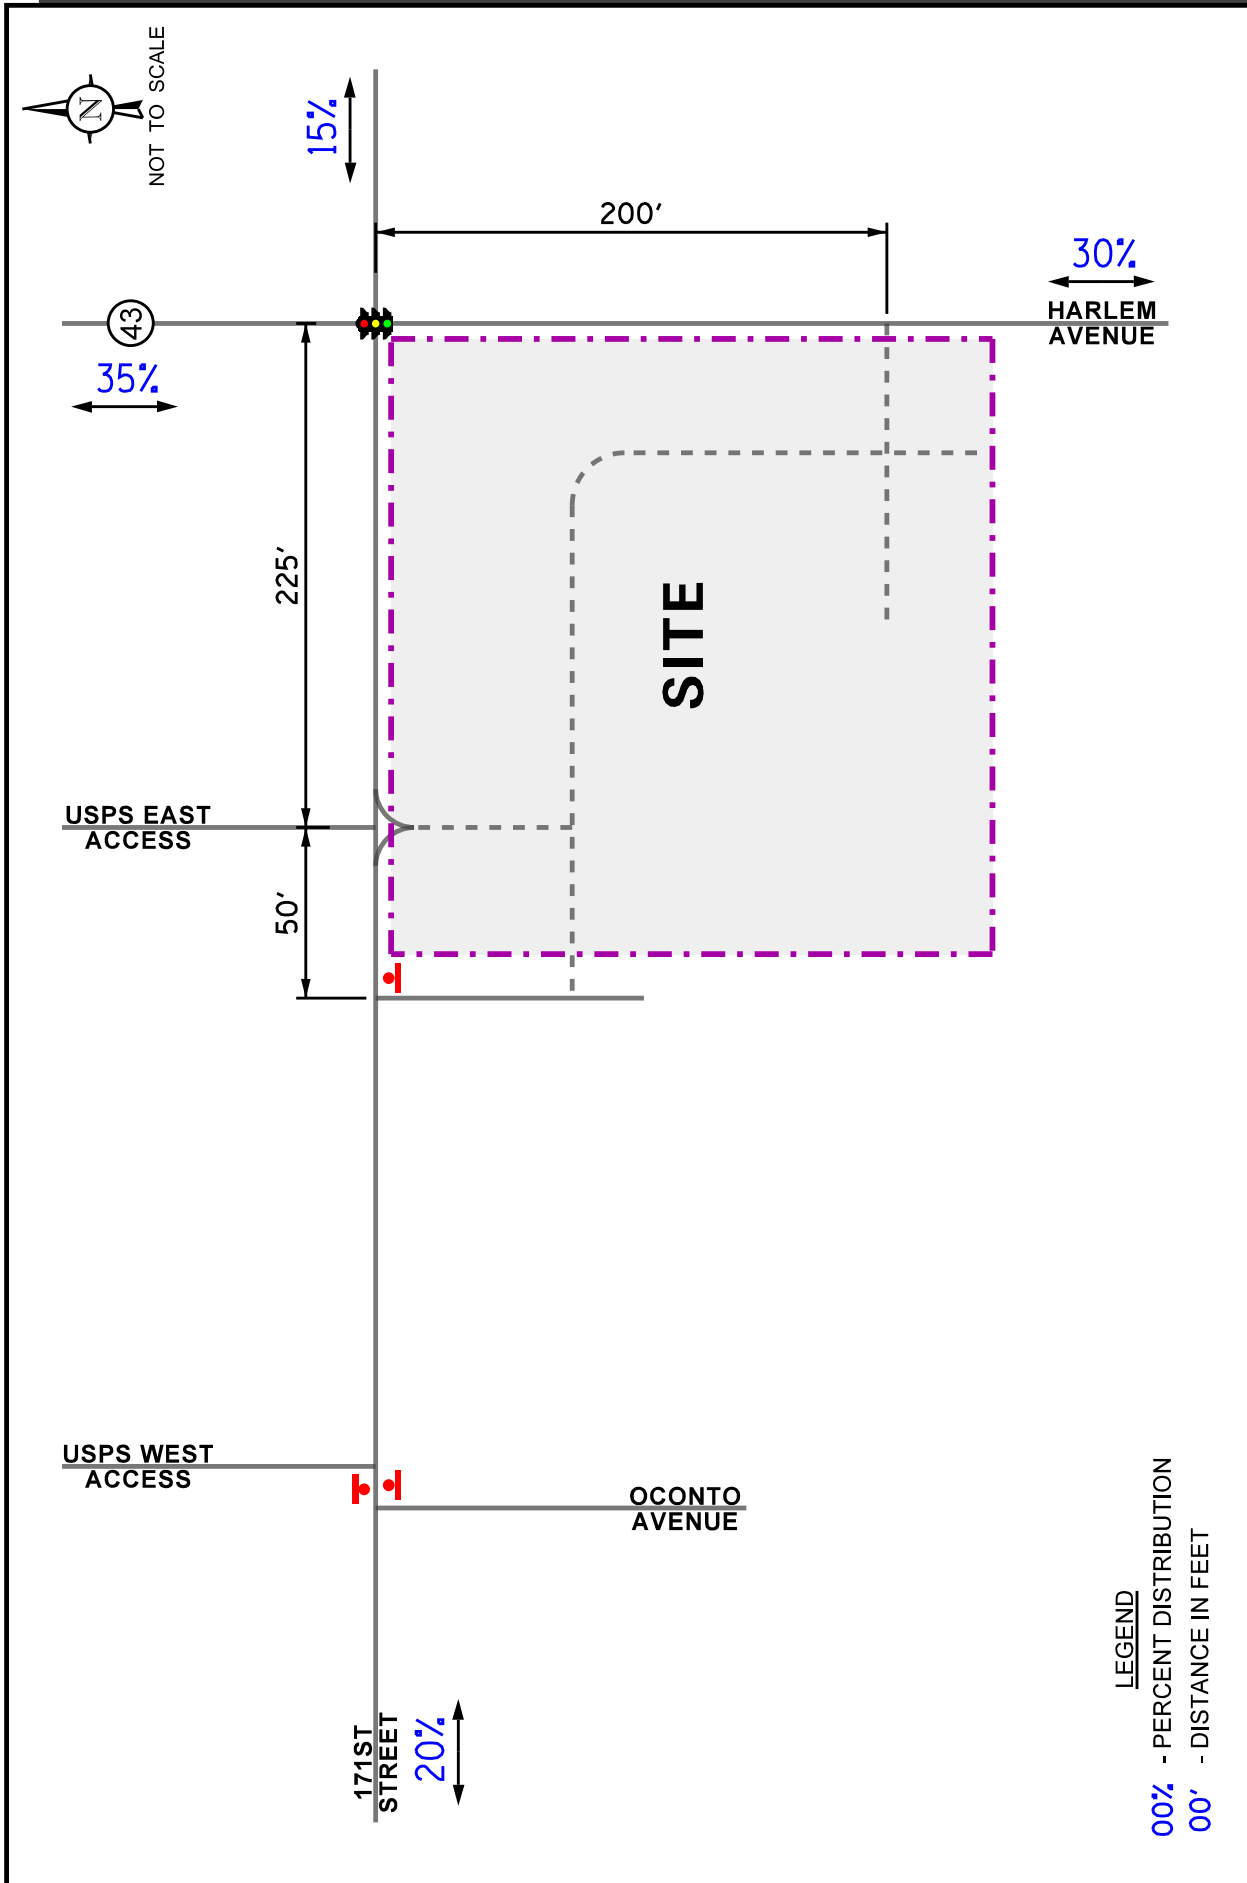 N
NOT TO SCALE
15%
200'
30%
HARLEM
AVENUE
43
35%
225'
SITE
USPS EAST
ACCESS
50'
USPS WEST
ACCESS
OCONTO
AVENUE
171ST
STREET
20%
LEGEND
00% - PERCENT DISTRIBUTION
00' - DISTANCE IN FEET